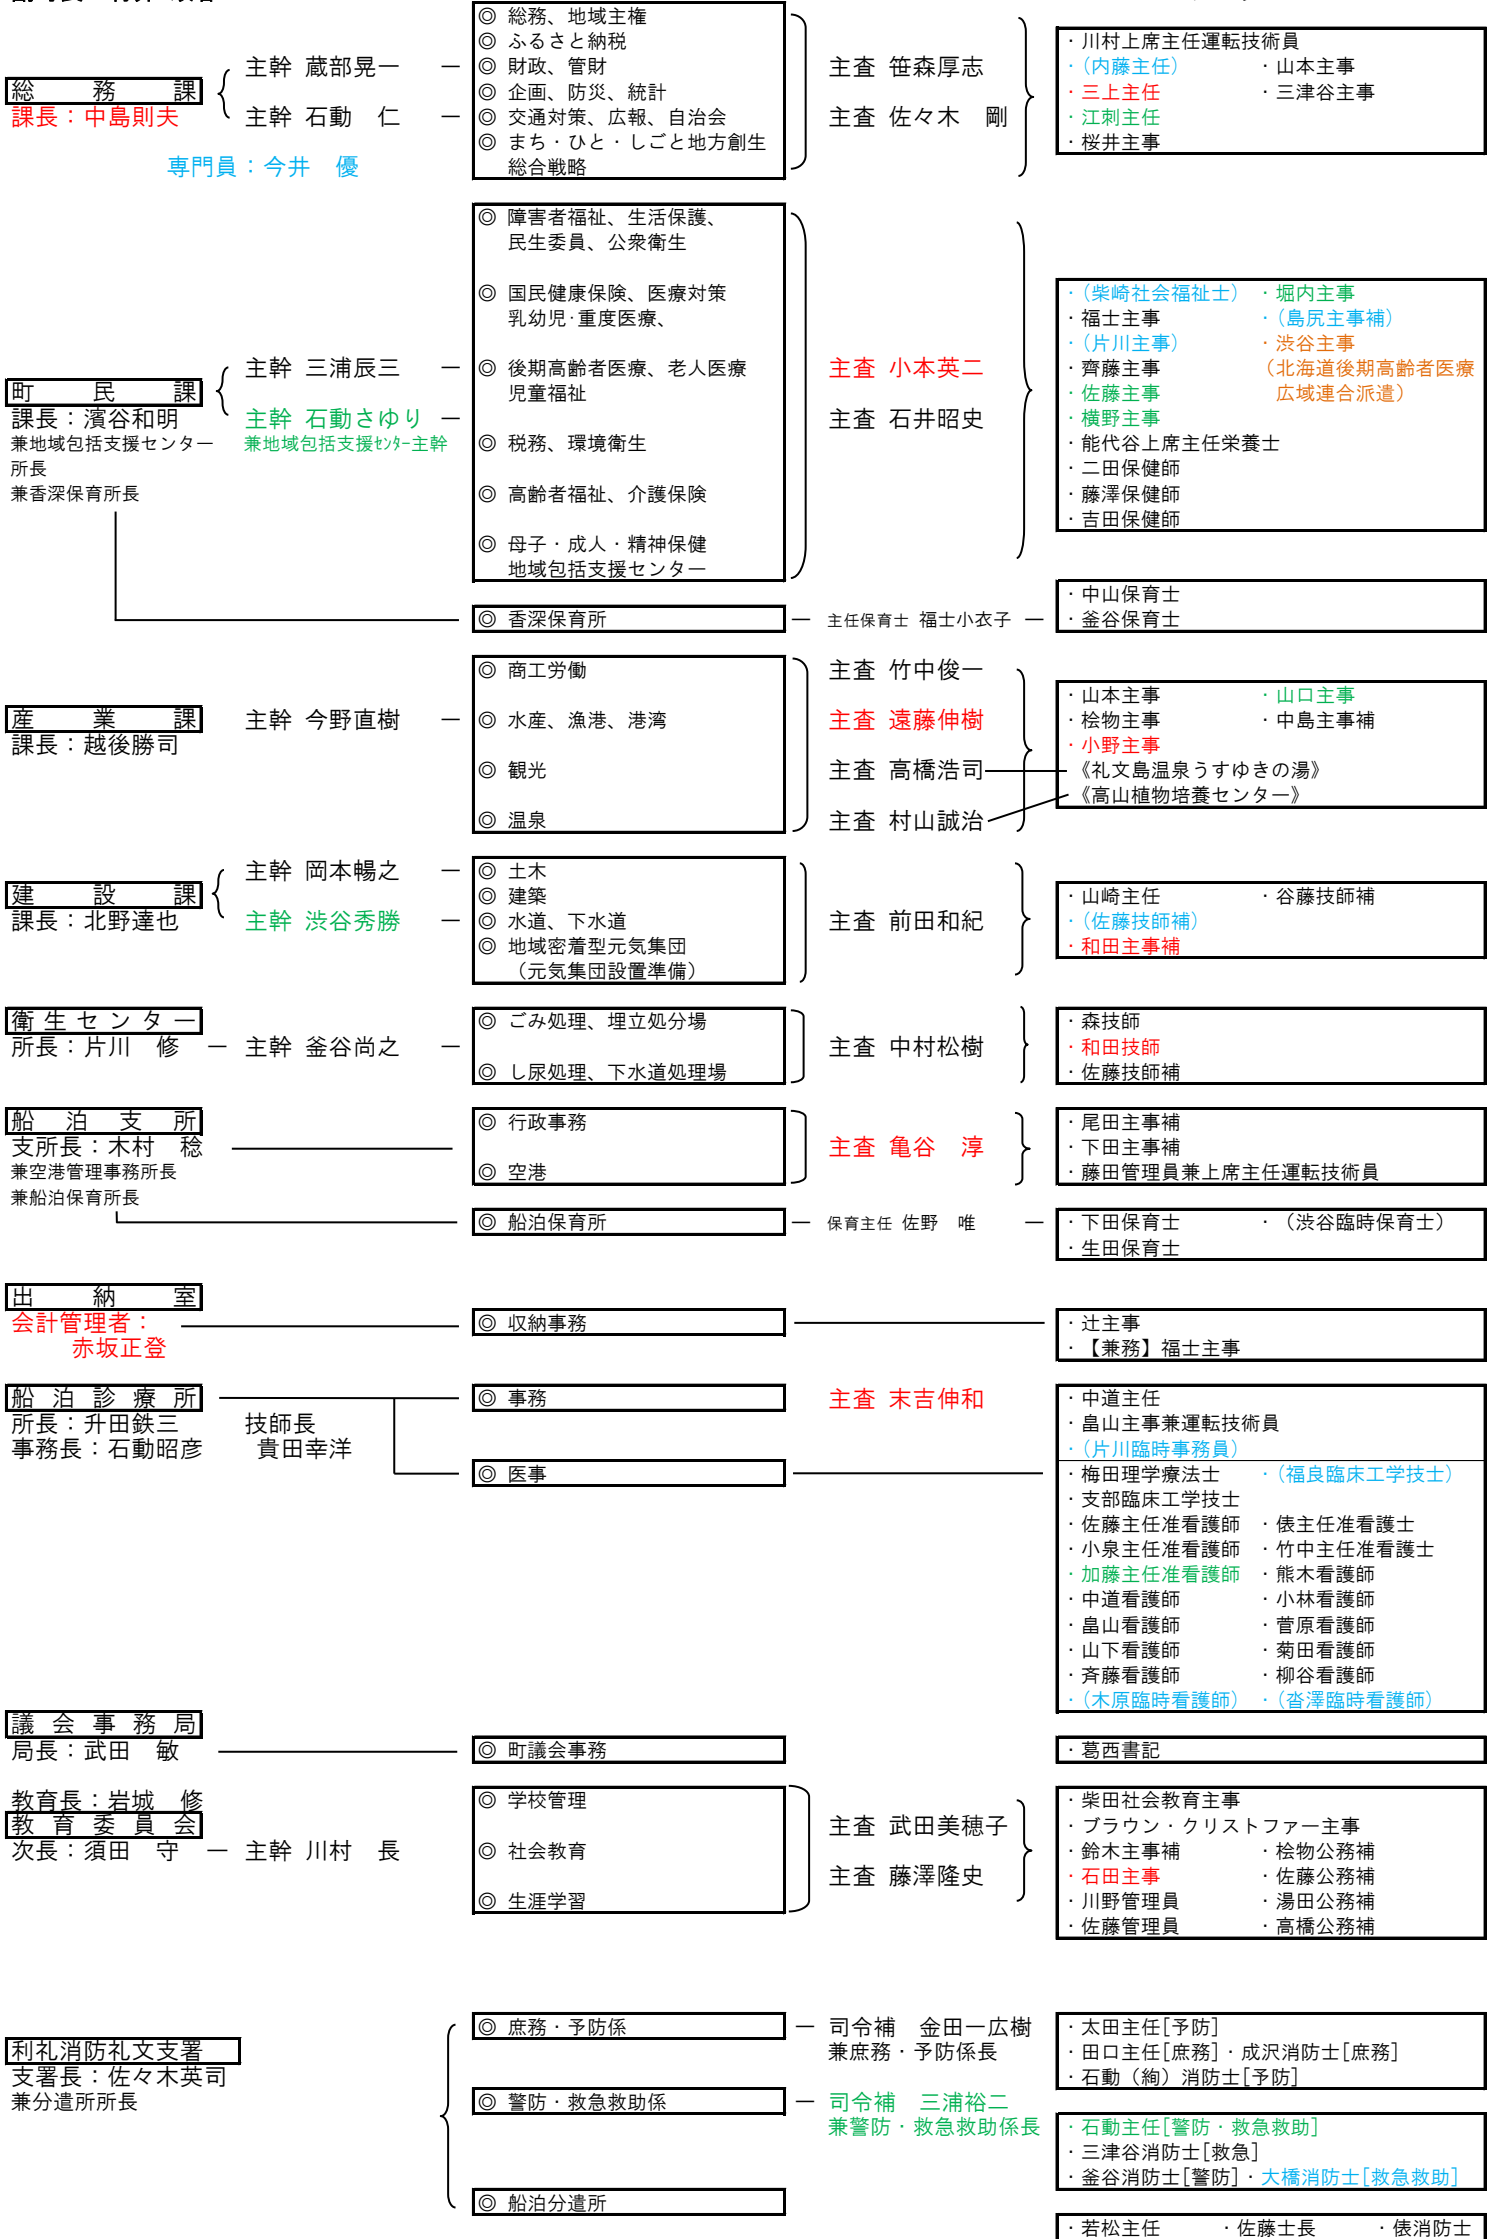 ◎ 総務、地域主権
◎ ふるさと納税
◎ 財政、管財
◎ 企画、防災、統計
◎ 交通対策、広報、自治会
◎ まち・ひと・しごと地方創生
総合戦略
総務課
課長：中島則夫
主幹 蔵部晃一 ―
主幹 石動　仁 ―
専門員：今井　優
主査 笹森厚志
主査 佐々木　剛
・川村上席主任運転技術員
・(内藤主任)　・山本主事
・三上主任　・三津谷主事
・江刺主任
・桜井主事
町民課
課長：濱谷和明
兼地域包括支援センター
所長
兼香深保育所長
主幹 三浦辰三 ―
主幹 石動さゆり ―
兼地域包括支援ｾﾝﾀｰ主幹
◎ 障害者福祉、生活保護、
民生委員、公衆衛生
◎ 国民健康保険、医療対策
乳幼児･重度医療、
◎ 後期高齢者医療、老人医療
児童福祉
◎ 税務、環境衛生
◎ 高齢者福祉、介護保険
◎ 母子・成人・精神保健
地域包括支援センター
主査 小本英二
主査 石井昭史
・(柴崎社会福祉士)　・堀内主事
・福士主事　・(島尻主事補)
・(片川主事)　・渋谷主事
・齊藤主事　（北海道後期高齢者医療
・佐藤主事　広域連合派遣）
・横野主事
・能代谷上席主任栄養士
・二田保健師
・藤澤保健師
・吉田保健師
◎ 香深保育所
― 主任保育士 福士小衣子 ―
・中山保育士
・釜谷保育士
産業課
課長：越後勝司
主幹 今野直樹 ―
◎ 商工労働
◎ 水産、漁港、港湾
◎ 観光
◎ 温泉
主査 竹中俊一
主査 遠藤伸樹
主査 高橋浩司
主査 村山誠治
・山本主事　・山口主事
・桧物主事　・中島主事補
・小野主事
《礼文島温泉うすゆきの湯》
《高山植物培養センター》
建設課
課長：北野達也
主幹 岡本暢之 ―
主幹 渋谷秀勝 ―
◎ 土木
◎ 建築
◎ 水道、下水道
◎ 地域密着型元気集団
（元気集団設置準備）
主査 前田和紀
・山崎主任　・谷藤技師補
・(佐藤技師補)
・和田主事補
衛生センター
所長：片川　修 ― 主幹 釜谷尚之 ―
◎ ごみ処理、埋立処分場
◎ し尿処理、下水道処理場
主査 中村松樹
・森技師
・和田技師
・佐藤技師補
船泊支所
支所長：木村　稔
兼空港管理事務所長
兼船泊保育所長
◎ 行政事務
◎ 空港
主査 亀谷　淳
・尾田主事補
・下田主事補
・藤田管理員兼上席主任運転技術員
◎ 船泊保育所
― 保育主任 佐野　唯 ―
・下田保育士　・（渋谷臨時保育士）
・生田保育士
出納室
会計管理者：
赤坂正登
◎ 収納事務
・辻主事
・【兼務】福士主事
船泊診療所
所長：升田鉄三
事務長：石動昭彦
技師長
貴田幸洋
◎ 事務
主査 末吉伸和
・中道主任
・畠山主事兼運転技術員
・(片川臨時事務員)
◎ 医事
・梅田理学療法士　・(福良臨床工学技士)
・支部臨床工学技士
・佐藤主任准看護師　・俵主任准看護士
・小泉主任准看護師　・竹中主任准看護士
・加藤主任准看護師　・熊木看護師
・中道看護師　・小林看護師
・畠山看護師　・菅原看護師
・山下看護師　・菊田看護師
・斉藤看護師　・柳谷看護師
・(木原臨時看護師)　・(沓澤臨時看護師)
議会事務局
局長：武田　敏
◎ 町議会事務
・葛西書記
教育長：岩城　修
教育委員会
次長：須田　守 ― 主幹 川村　長
◎ 学校管理
◎ 社会教育
◎ 生涯学習
主査 武田美穂子
主査 藤澤隆史
・柴田社会教育主事
・ブラウン・クリストファー主事
・鈴木主事補　・桧物公務補
・石田主事　・佐藤公務補
・川野管理員　・湯田公務補
・佐藤管理員　・高橋公務補
利礼消防礼文支署
支署長：佐々木英司
兼分遣所所長
◎ 庶務・予防係
― 司令補　金田一広樹
兼庶務・予防係長
・太田主任[予防]
・田口主任[庶務]・成沢消防士[庶務]
・石動（絢）消防士[予防]
◎ 警防・救急救助係
― 司令補　三浦裕二
兼警防・救急救助係長
・石動主任[警防・救急救助]
・三津谷消防士[救急]
・釜谷消防士[警防]・大橋消防士[救急救助]
◎ 船泊分遣所
・若松主任　・佐藤士長　・俵消防士